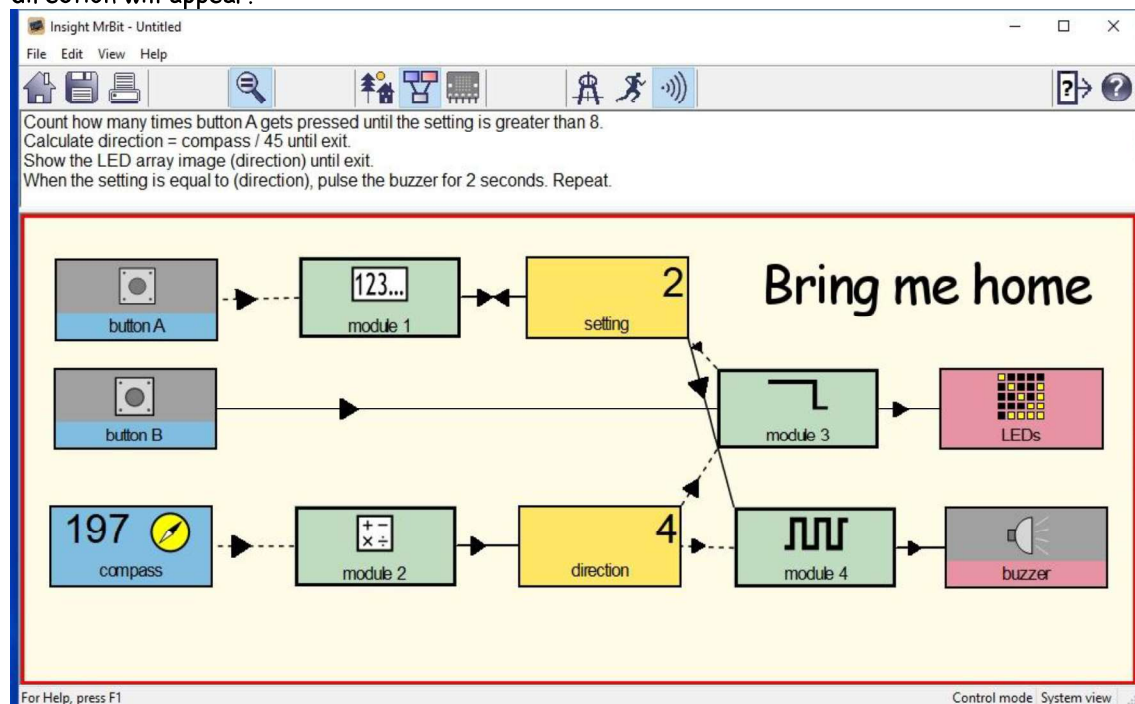 direction will appear.
Insight MrBit - Untitled
File Edit View Help
Count how many times button A gets pressed until the setting is greater than 8.
Calculate direction = compass / 45 until exit.
Show the LED array image (direction) until exit.
When the setting is equal to (direction), pulse the buzzer for 2 seconds. Repeat.
Bring me home
button A
123...
module 1
2
setting
button B
module 3
LEDs
197
compass
module 2
4
direction
module 4
buzzer
For Help, press F1
Control mode System view